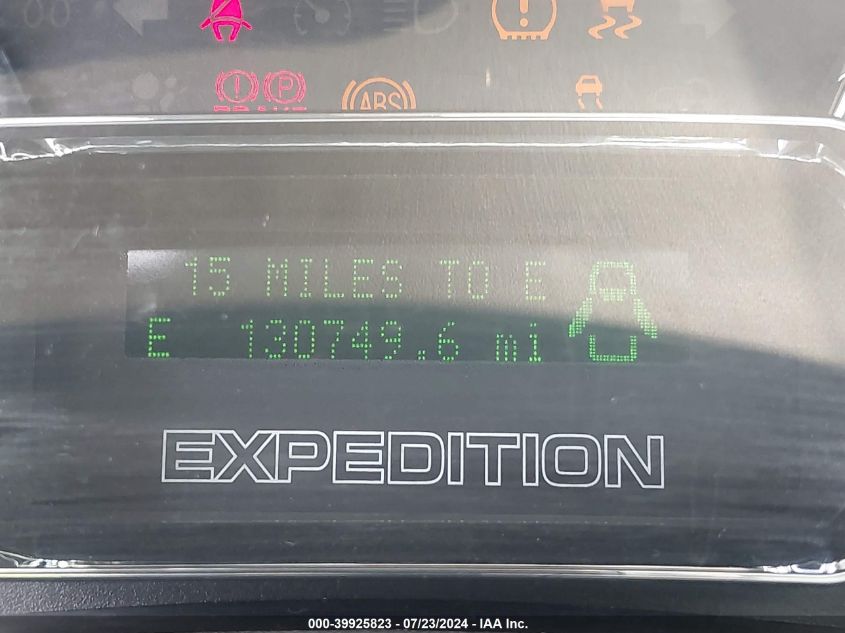 P
ABS
15 MILES TO E
E 130749.6 mi
EXPEDITION
000-39925823 - 07/23/2024 - IAA Inc.